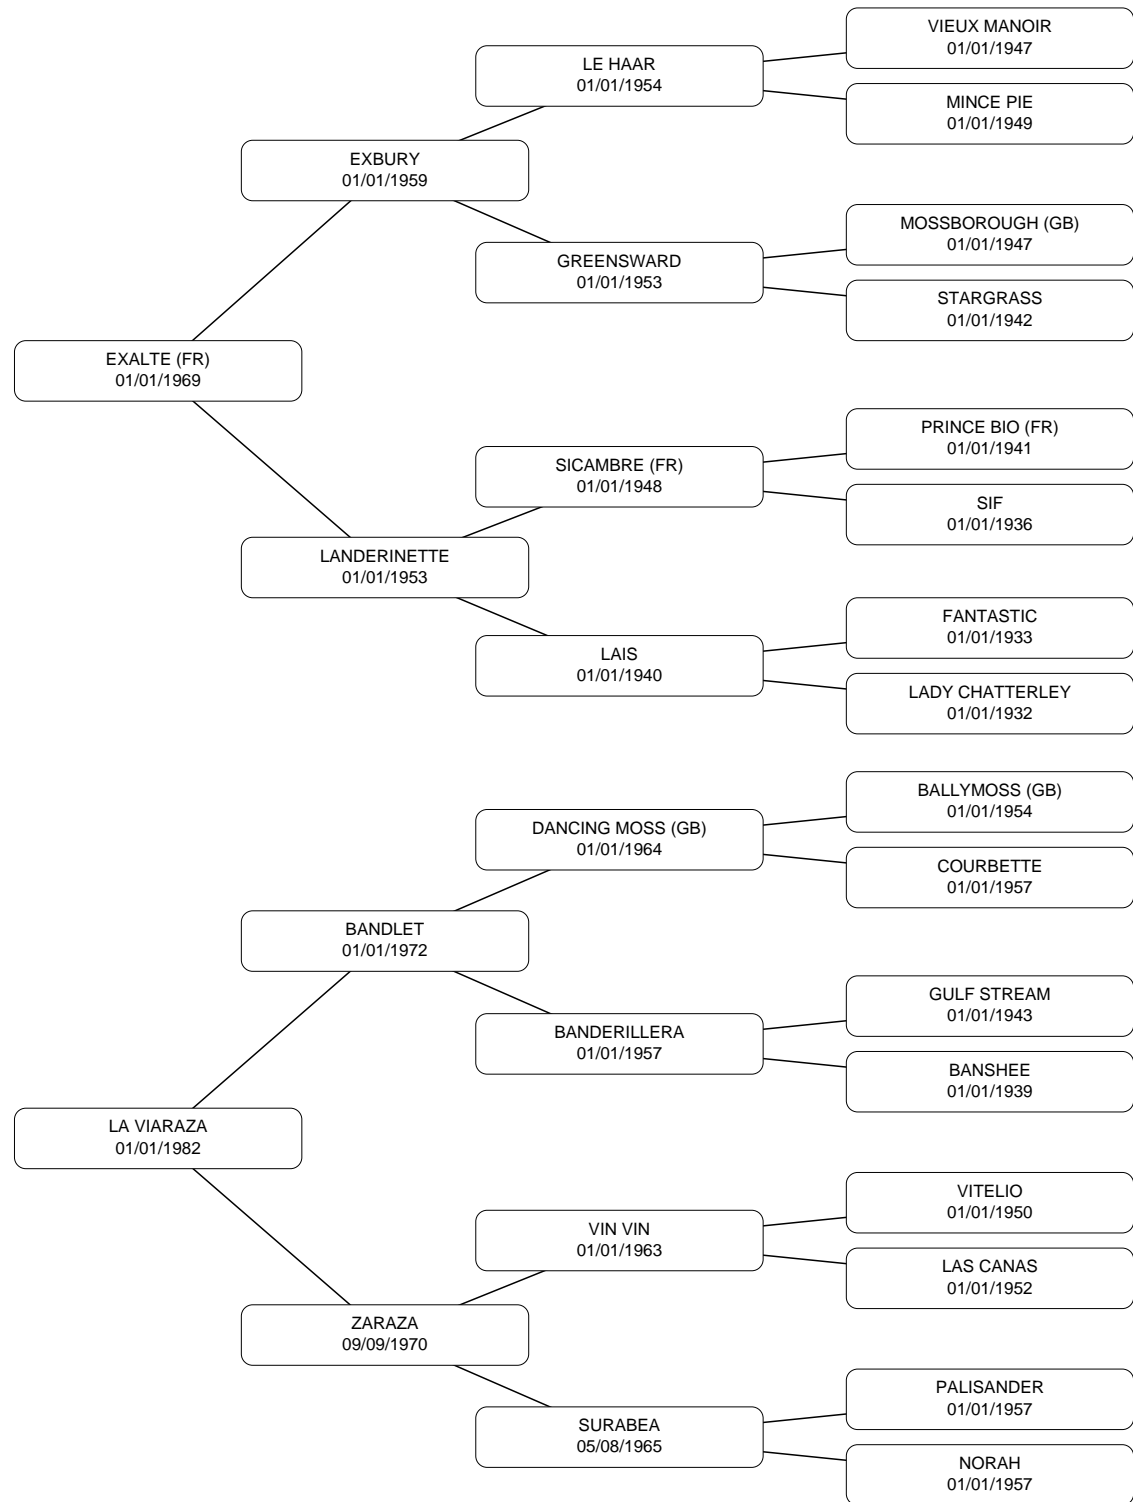 VIEUX MANOIR
01/01/1947
LE HAAR
01/01/1954
MINCE PIE
01/01/1949
EXBURY
01/01/1959
MOSSBOROUGH (GB)
01/01/1947
GREENSWARD
01/01/1953
STARGRASS
01/01/1942
EXALTE (FR)
01/01/1969
PRINCE BIO (FR)
01/01/1941
SICAMBRE (FR)
01/01/1948
SIF
01/01/1936
LANDERINETTE
01/01/1953
FANTASTIC
01/01/1933
LAIS
01/01/1940
LADY CHATTERLEY
01/01/1932
BALLYMOSS (GB)
01/01/1954
DANCING MOSS (GB)
01/01/1964
COURBETTE
01/01/1957
BANDLET
01/01/1972
GULF STREAM
01/01/1943
BANDERILLERA
01/01/1957
BANSHEE
01/01/1939
LA VIARAZA
01/01/1982
VITELIO
01/01/1950
VIN VIN
01/01/1963
LAS CANAS
01/01/1952
ZARAZA
09/09/1970
PALISANDER
01/01/1957
SURABEA
05/08/1965
NORAH
01/01/1957